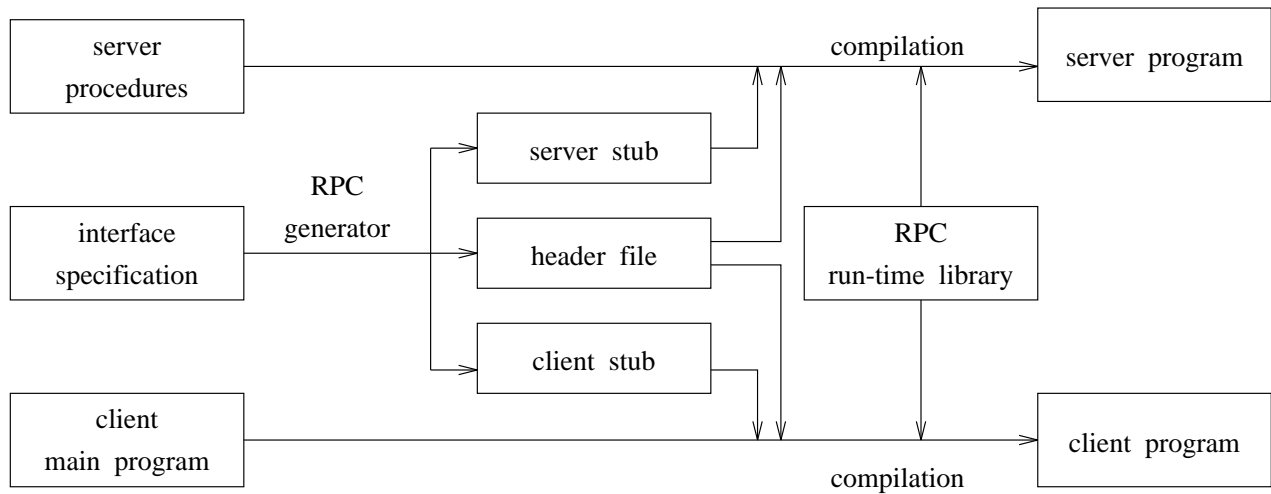 server
procedures
compilation
server program
server stub
RPC
generator
interface
specification
header file
RPC
run-time library
client stub
client
main program
compilation
client program